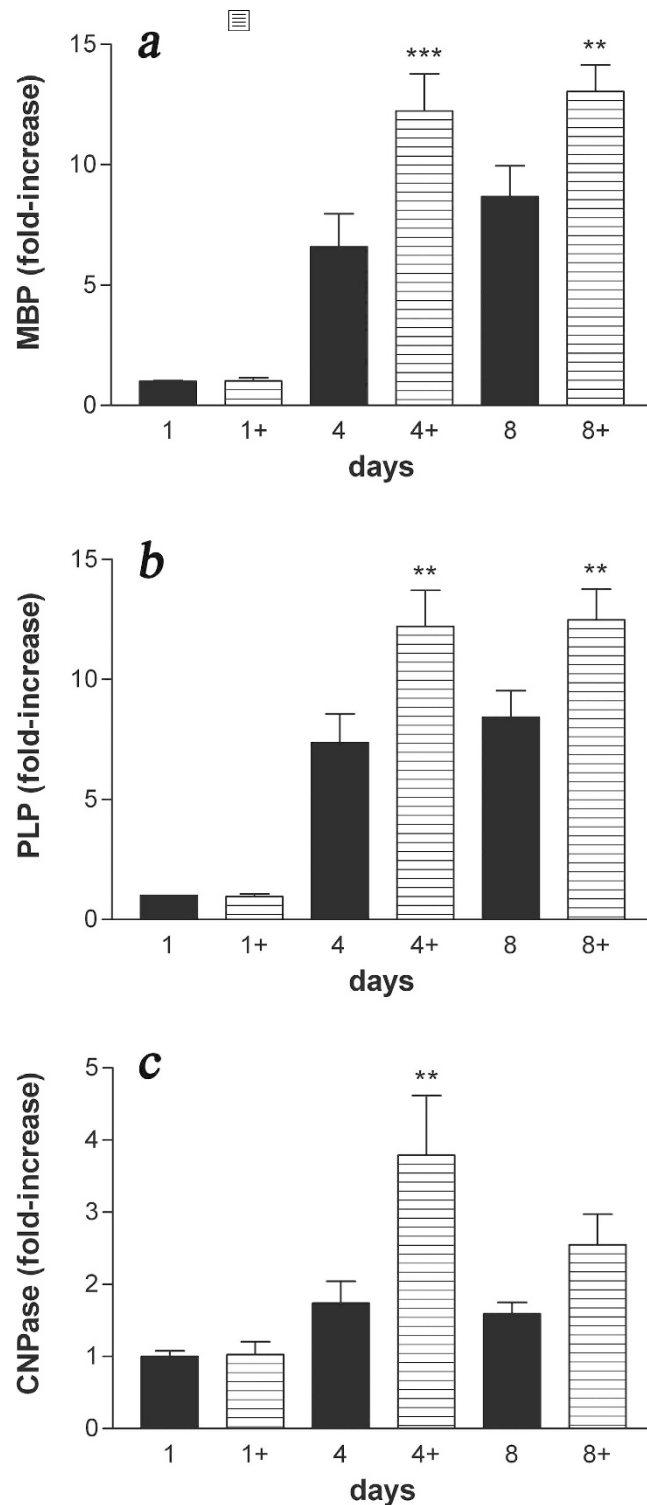 a
MBP (fold-increase)
15
10
5
0
***
**
1 1+ 4 4+ 8 8+
days
b
PLP (fold-increase)
15
10
5
0
**
**
1 1+ 4 4+ 8 8+
days
c
CNPase (fold-increase)
5
4
3
2
1
0
**
1 1+ 4 4+ 8 8+
days